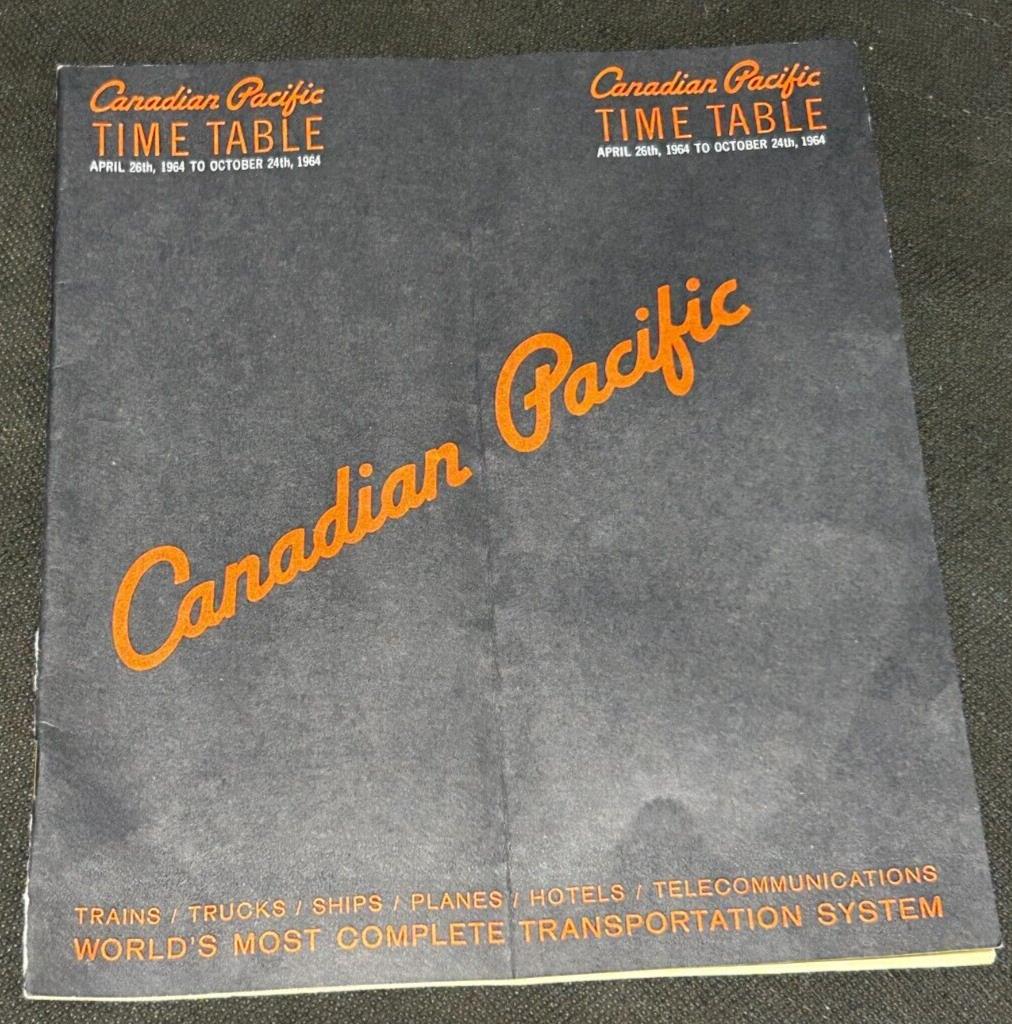 Canadian Pacific
TIME TABLE
APRIL 26th, 1964 TO OCTOBER 24th, 1964
Canadian Pacific
TIME TABLE
APRIL 26th, 1964 TO OCTOBER 24th, 1964
Canadian Pacific
TRAINS / TRUCKS / SHIPS / PLANES / HOTELS / TELECOMMUNICATIONS
WORLD'S MOST COMPLETE TRANSPORTATION SYSTEM